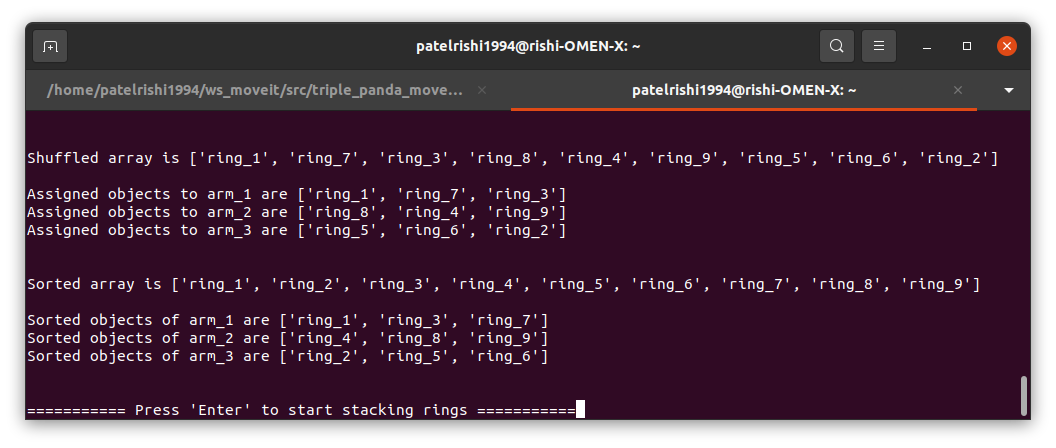 patelrishi1994@rishi-OMEN-X: ~
/home/patelrishi1994/ws_moveit/src/triple_panda_move...
patelrishi1994@rishi-OMEN-X: ~
Shuffled array is ['ring_1', 'ring_7', 'ring_3', 'ring_8', 'ring_4', 'ring_9', 'ring_5', 'ring_6', 'ring_2']
Assigned objects to arm_1 are ['ring_1', 'ring_7', 'ring_3']
Assigned objects to arm_2 are ['ring_8', 'ring_4', 'ring_9']
Assigned objects to arm_3 are ['ring_5', 'ring_6', 'ring_2']
Sorted array is ['ring_1', 'ring_2', 'ring_3', 'ring_4', 'ring_5', 'ring_6', 'ring_7', 'ring_8', 'ring_9']
Sorted objects of arm_1 are ['ring_1', 'ring_3', 'ring_7']
Sorted objects of arm_2 are ['ring_4', 'ring_8', 'ring_9']
Sorted objects of arm_3 are ['ring_2', 'ring_5', 'ring_6']
=========== Press 'Enter' to start stacking rings ===========